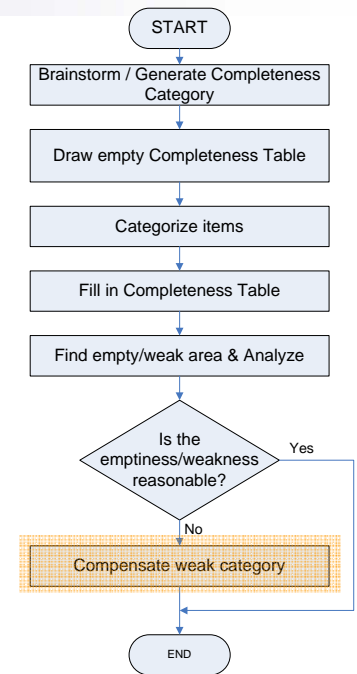 START
Brainstorm / Generate Completeness
Category
Draw empty Completeness Table
Categorize items
Fill in Completeness Table
Find empty/weak area & Analyze
Is the
emptiness/weakness
reasonable?
Yes
No
Compensate weak category
END